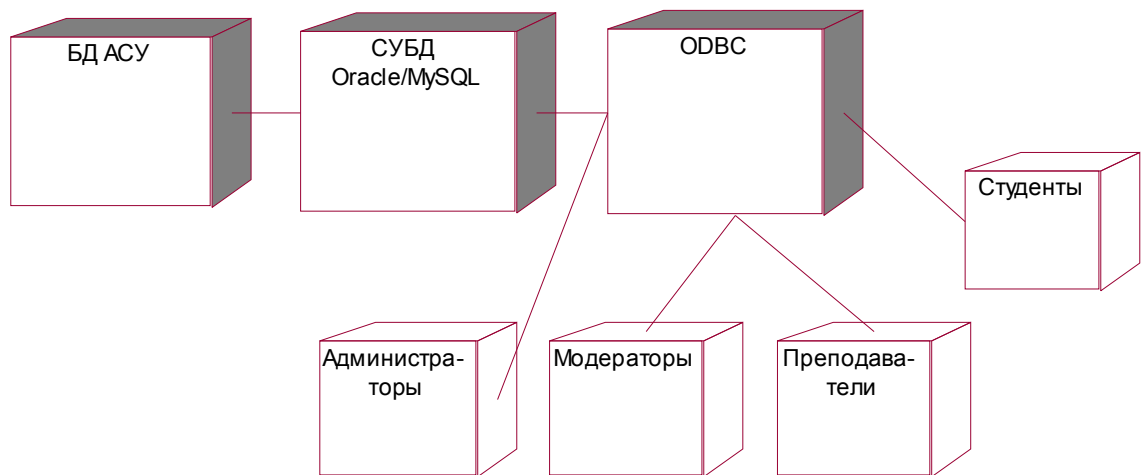 БД АСУ
СУБД
Oracle/MySQL
ODBC
Студенты
Администра-
торы
Модераторы
Преподава-
тели